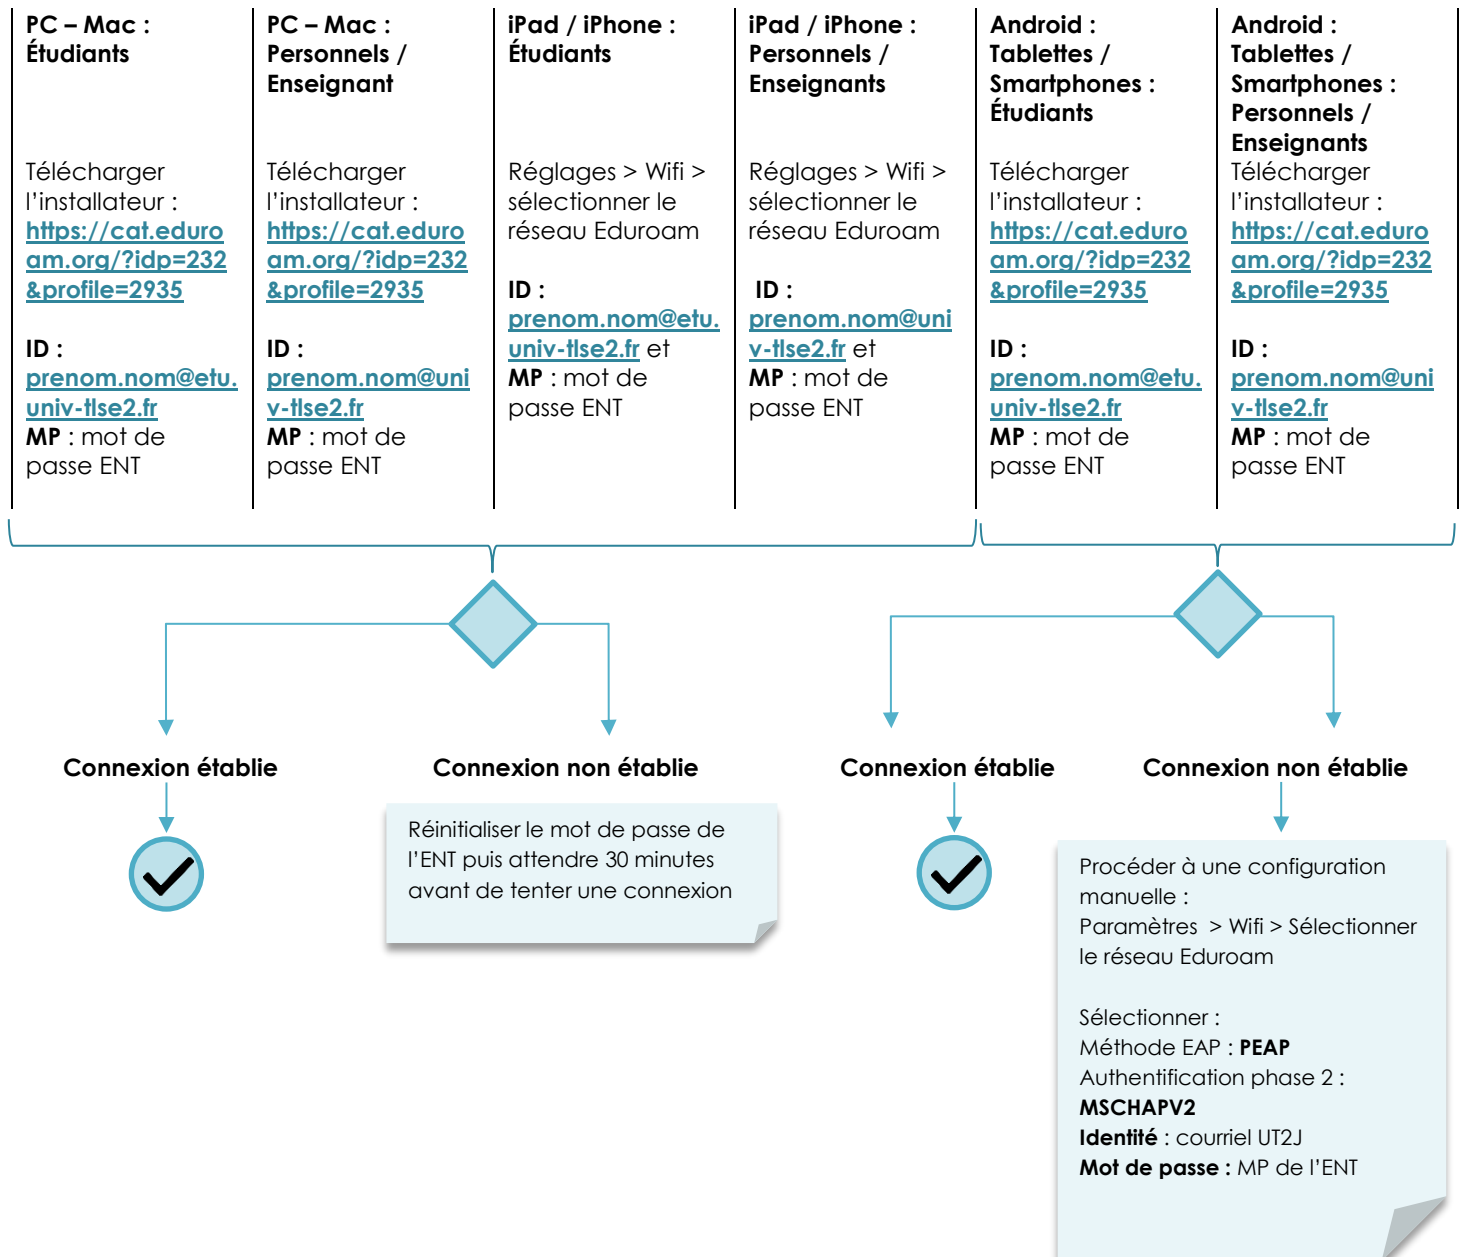 PC – Mac :
Étudiants
Télécharger
l’installateur :
https://cat.eduro
am.org/?idp=232
&profile=2935
ID :
prenom.nom@etu.
univ-tlse2.fr
MP : mot de
passe ENT
PC – Mac :
Personnels /
Enseignant
Télécharger
l’installateur :
https://cat.eduro
am.org/?idp=232
&profile=2935
ID :
prenom.nom@uni
v-tlse2.fr
MP : mot de
passe ENT
iPad / iPhone :
Étudiants
Réglages > Wifi >
sélectionner le
réseau Eduroam
ID :
prenom.nom@etu.
univ-tlse2.fr et
MP : mot de
passe ENT
iPad / iPhone :
Personnels /
Enseignants
Réglages > Wifi >
sélectionner le
réseau Eduroam
ID :
prenom.nom@uni
v-tlse2.fr et
MP : mot de
passe ENT
Android :
Tablettes /
Smartphones :
Étudiants
Télécharger
l’installateur :
https://cat.eduro
am.org/?idp=232
&profile=2935
ID :
prenom.nom@etu.
univ-tlse2.fr
MP : mot de
passe ENT
Android :
Tablettes /
Smartphones :
Personnels /
Enseignants
Télécharger
l’installateur :
https://cat.eduro
am.org/?idp=232
&profile=2935
ID :
prenom.nom@uni
v-tlse2.fr
MP : mot de
passe ENT
Connexion établie
Connexion non établie
Réinitialiser le mot de passe de
l’ENT puis attendre 30 minutes
avant de tenter une connexion
Connexion établie
Connexion non établie
Procéder à une configuration
manuelle :
Paramètres > Wifi > Sélectionner
le réseau Eduroam
Sélectionner :
Méthode EAP : PEAP
Authentification phase 2 :
MSCHAPV2
Identité : courriel UT2J
Mot de passe : MP de l’ENT